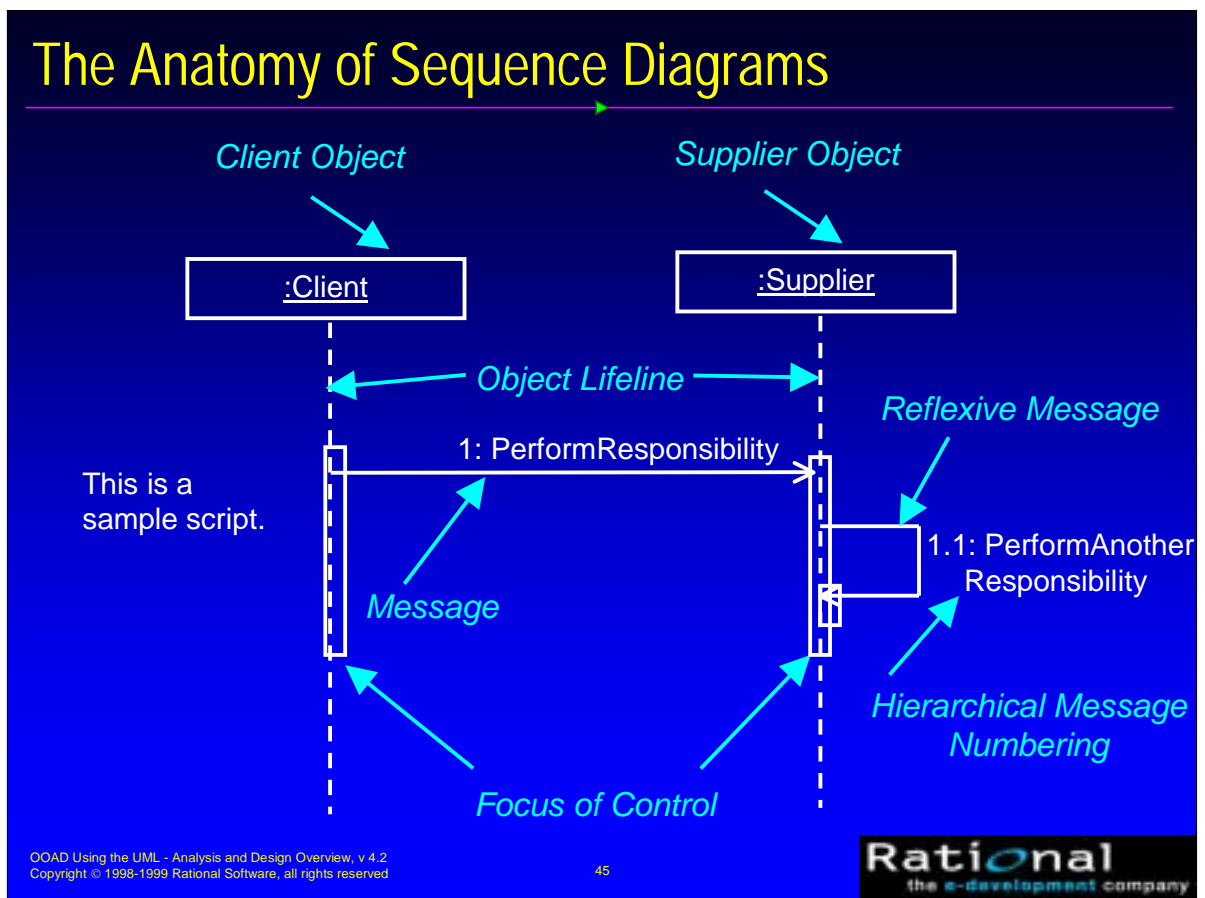 The Anatomy of Sequence Diagrams
Client Object
Supplier Object
:Client
:Supplier
Object Lifeline
Reflexive Message
1: PerformResponsibility
This is a
sample script.
1.1: PerformAnother
Responsibility
Message
Hierarchical Message
Numbering
Focus of Control
OOAD Using the UML - Analysis and Design Overview, v 4.2
Copyright © 1998-1999 Rational Software, all rights reserved
45
Rational
the e-development company